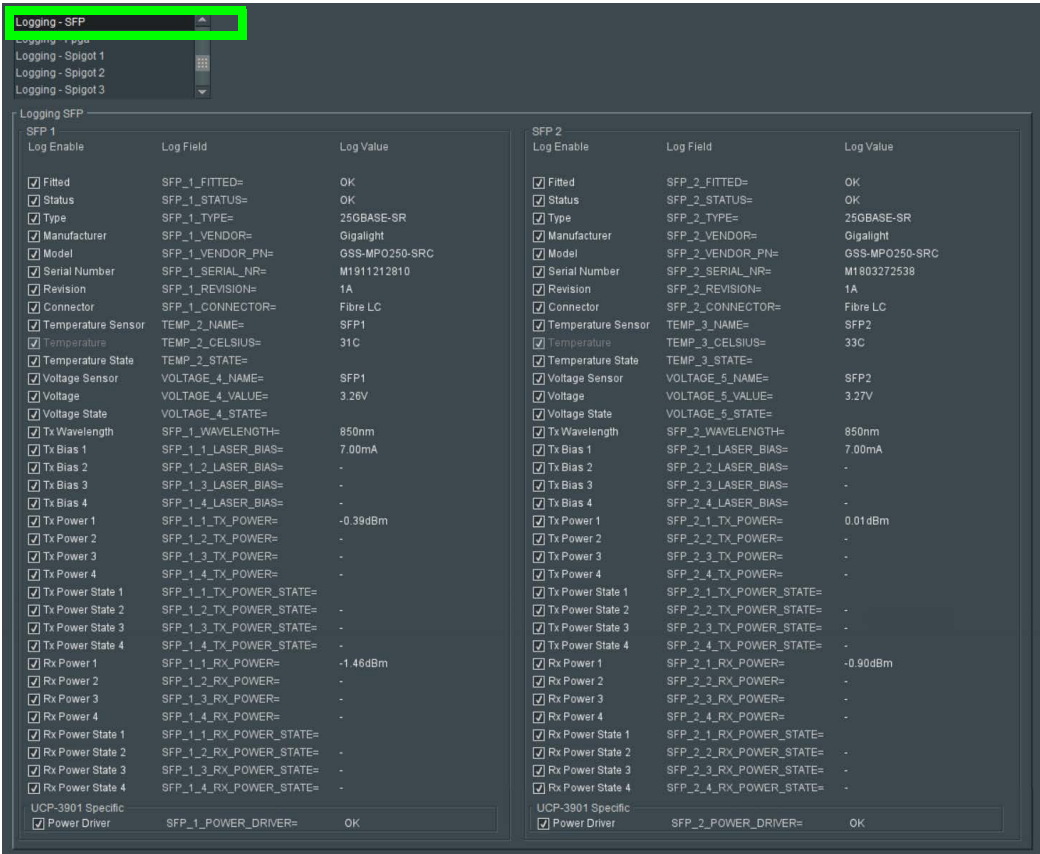 Logging - SFP
Logging - Fpga
Logging - Spigot 1
Logging - Spigot 2
Logging - Spigot 3
Logging SFP
SFP 1
Log Enable Log Field Log Value
Fitted SFP_1_FITTED= OK
Status SFP_1_STATUS= OK
Type SFP_1_TYPE= 25GBASE-SR
Manufacturer SFP_1_VENDOR= Gigalight
Model SFP_1_VENDOR_PN= GSS-MPO250-SRC
Serial Number SFP_1_SERIAL_NR= M1911212810
Revision SFP_1_REVISION= 1A
Connector SFP_1_CONNECTOR= Fibre LC
Temperature Sensor TEMP_2_NAME= SFP1
Temperature TEMP_2_CELSIUS= 31C
Temperature State TEMP_2_STATE=
Voltage Sensor VOLTAGE_4_NAME= SFP1
Voltage VOLTAGE_4_VALUE= 3.26V
Voltage State VOLTAGE_4_STATE=
Tx Wavelength SFP_1_WAVELENGTH= 850nm
Tx Bias 1 SFP_1_1_LASER_BIAS= 7.00mA
Tx Bias 2 SFP_1_2_LASER_BIAS= -
Tx Bias 3 SFP_1_3_LASER_BIAS= -
Tx Bias 4 SFP_1_4_LASER_BIAS= -
Tx Power 1 SFP_1_1_TX_POWER= -0.39dBm
Tx Power 2 SFP_1_2_TX_POWER= -
Tx Power 3 SFP_1_3_TX_POWER= -
Tx Power 4 SFP_1_4_TX_POWER= -
Tx Power State 1 SFP_1_1_TX_POWER_STATE=
Tx Power State 2 SFP_1_2_TX_POWER_STATE= -
Tx Power State 3 SFP_1_3_TX_POWER_STATE= -
Tx Power State 4 SFP_1_4_TX_POWER_STATE= -
Rx Power 1 SFP_1_1_RX_POWER= -1.46dBm
Rx Power 2 SFP_1_2_RX_POWER= -
Rx Power 3 SFP_1_3_RX_POWER= -
Rx Power 4 SFP_1_4_RX_POWER= -
Rx Power State 1 SFP_1_1_RX_POWER_STATE=
Rx Power State 2 SFP_1_2_RX_POWER_STATE= -
Rx Power State 3 SFP_1_3_RX_POWER_STATE= -
Rx Power State 4 SFP_1_4_RX_POWER_STATE= -
UCP-3901 Specific
Power Driver SFP_1_POWER_DRIVER= OK
SFP 2
Log Enable Log Field Log Value
Fitted SFP_2_FITTED= OK
Status SFP_2_STATUS= OK
Type SFP_2_TYPE= 25GBASE-SR
Manufacturer SFP_2_VENDOR= Gigalight
Model SFP_2_VENDOR_PN= GSS-MPO250-SRC
Serial Number SFP_2_SERIAL_NR= M1803272538
Revision SFP_2_REVISION= 1A
Connector SFP_2_CONNECTOR= Fibre LC
Temperature Sensor TEMP_3_NAME= SFP2
Temperature TEMP_3_CELSIUS= 33C
Temperature State TEMP_3_STATE=
Voltage Sensor VOLTAGE_5_NAME= SFP2
Voltage VOLTAGE_5_VALUE= 3.27V
Voltage State VOLTAGE_5_STATE=
Tx Wavelength SFP_2_WAVELENGTH= 850nm
Tx Bias 1 SFP_2_1_LASER_BIAS= 7.00mA
Tx Bias 2 SFP_2_2_LASER_BIAS= -
Tx Bias 3 SFP_2_3_LASER_BIAS= -
Tx Bias 4 SFP_2_4_LASER_BIAS= -
Tx Power 1 SFP_2_1_TX_POWER= 0.01dBm
Tx Power 2 SFP_2_2_TX_POWER= -
Tx Power 3 SFP_2_3_TX_POWER= -
Tx Power 4 SFP_2_4_TX_POWER= -
Tx Power State 1 SFP_2_1_TX_POWER_STATE=
Tx Power State 2 SFP_2_2_TX_POWER_STATE= -
Tx Power State 3 SFP_2_3_TX_POWER_STATE= -
Tx Power State 4 SFP_2_4_TX_POWER_STATE= -
Rx Power 1 SFP_2_1_RX_POWER= -0.90dBm
Rx Power 2 SFP_2_2_RX_POWER= -
Rx Power 3 SFP_2_3_RX_POWER= -
Rx Power 4 SFP_2_4_RX_POWER= -
Rx Power State 1 SFP_2_1_RX_POWER_STATE=
Rx Power State 2 SFP_2_2_RX_POWER_STATE= -
Rx Power State 3 SFP_2_3_RX_POWER_STATE= -
Rx Power State 4 SFP_2_4_RX_POWER_STATE= -
UCP-3901 Specific
Power Driver SFP_2_POWER_DRIVER= OK